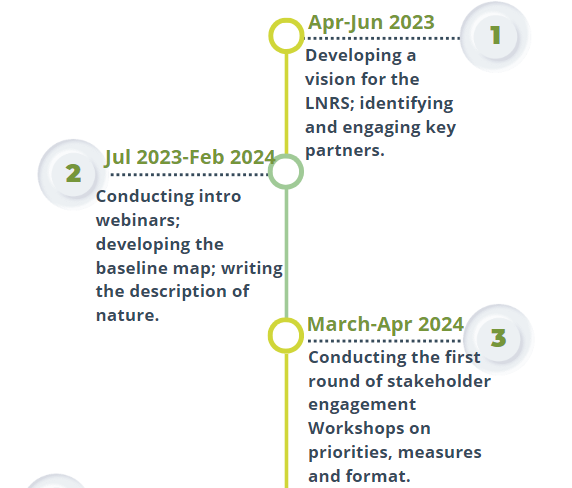 Apr-Jun 2023
1
Developing a
vision for the
LNRS; identifying
and engaging key
partners.
Jul 2023-Feb 2024
2
Conducting intro
webinars;
developing the
baseline map; writing
the description of
nature.
March-Apr 2024
3
Conducting the first
round of stakeholder
engagement
Workshops on
priorities, measures
and format.